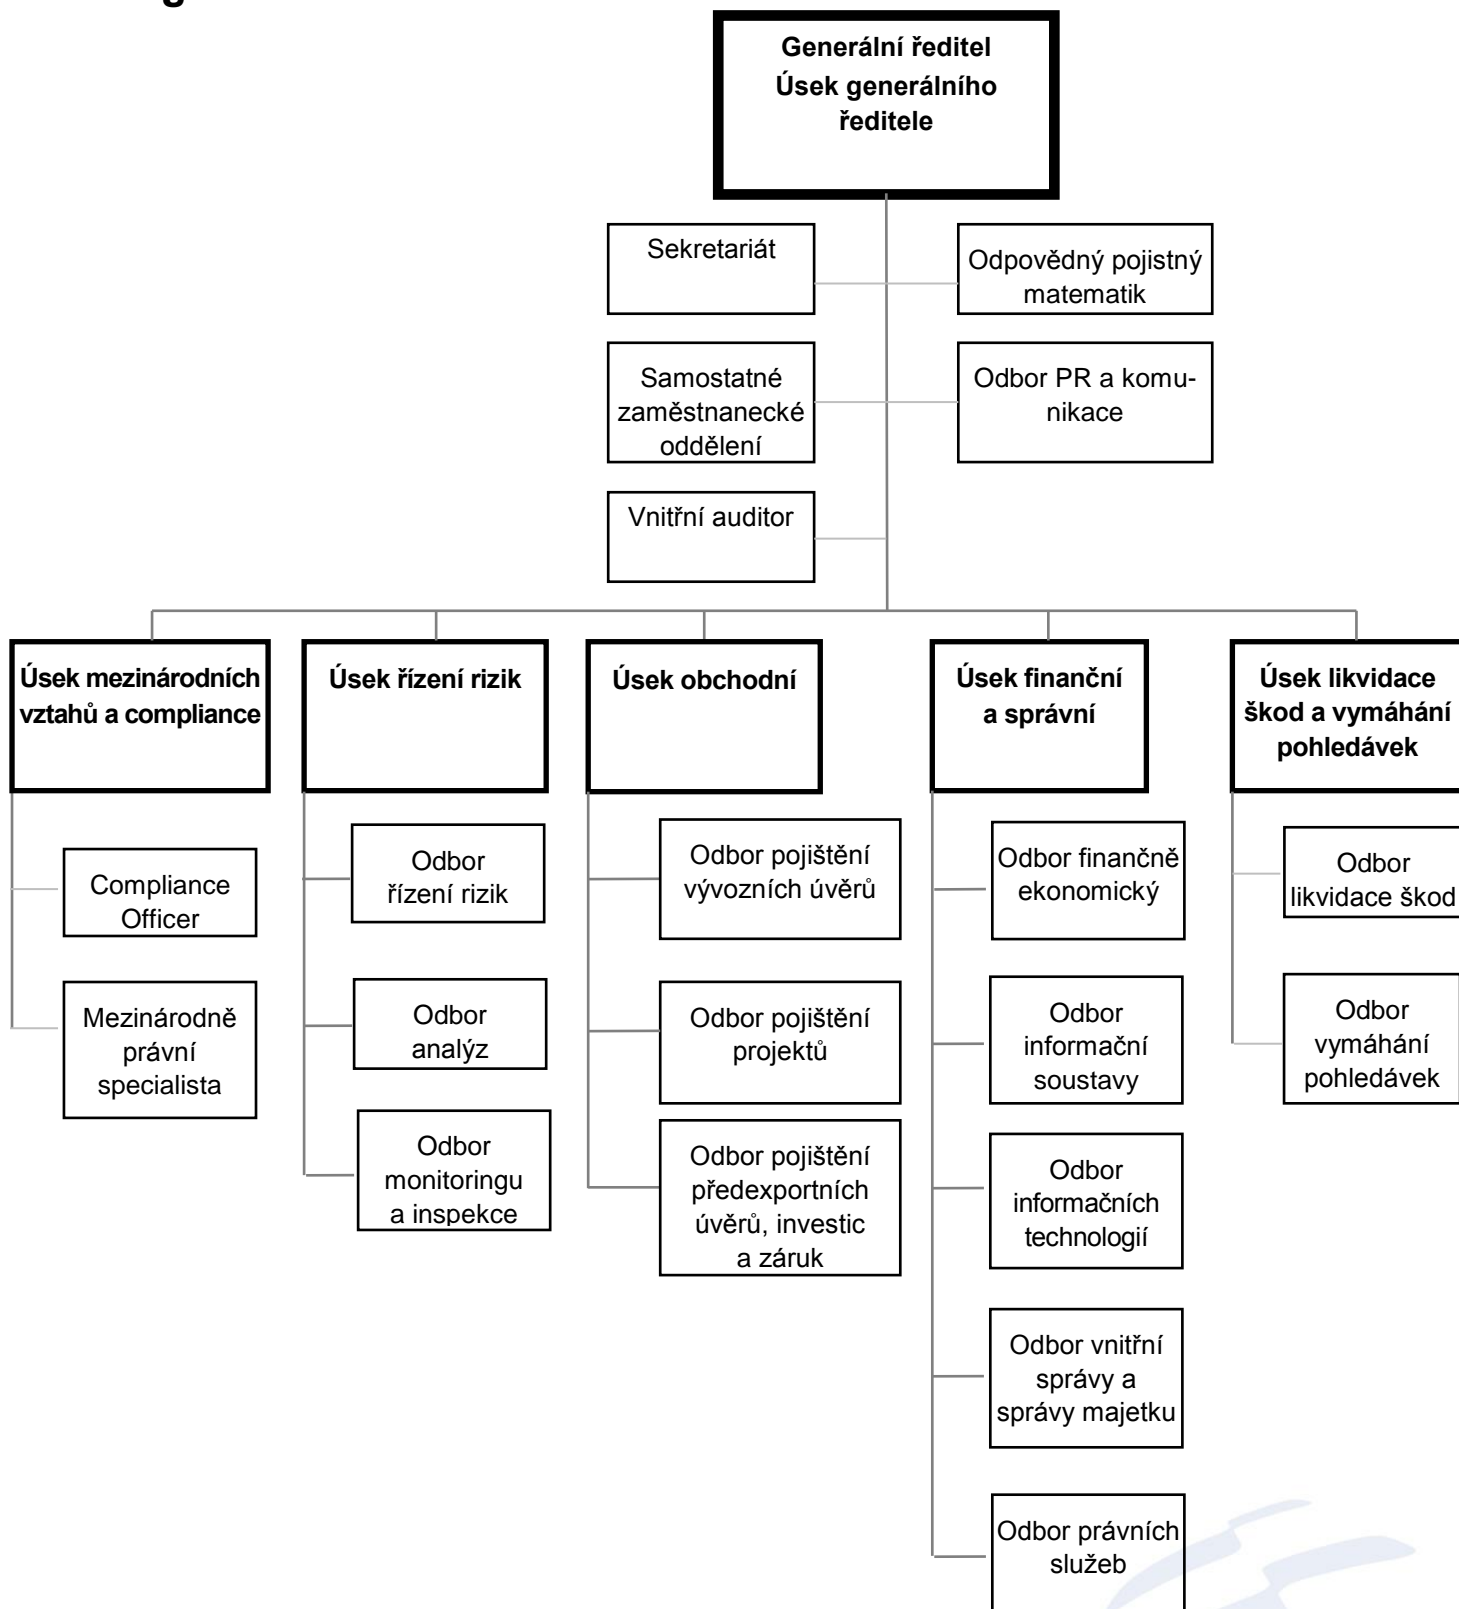 Generální ředitel
Úsek generálního
ředitele
Sekretariát
Odpovědný pojistný
matematik
Samostatné
zaměstnanecké
oddělení
Odbor PR a komu-
nikace
Vnitřní auditor
Úsek mezinárodních
vztahů a compliance
Úsek řízení rizik
Úsek obchodní
Úsek finanční
a správní
Úsek likvidace
škod a vymáhání
pohledávek
Compliance
Officer
Mezinárodně
právní
specialista
Odbor
řízení rizik
Odbor
analýz
Odbor
monitoringu
a inspekce
Odbor pojištění
vývozních úvěrů
Odbor pojištění
projektů
Odbor pojištění
předexportních
úvěrů, investic
a záruk
Odbor finančně
ekonomický
Odbor
informační
soustavy
Odbor
informačních
technologií
Odbor vnitřní
správy a
správy majetku
Odbor právních
služeb
Odbor
likvidace škod
Odbor
vymáhání
pohledávek